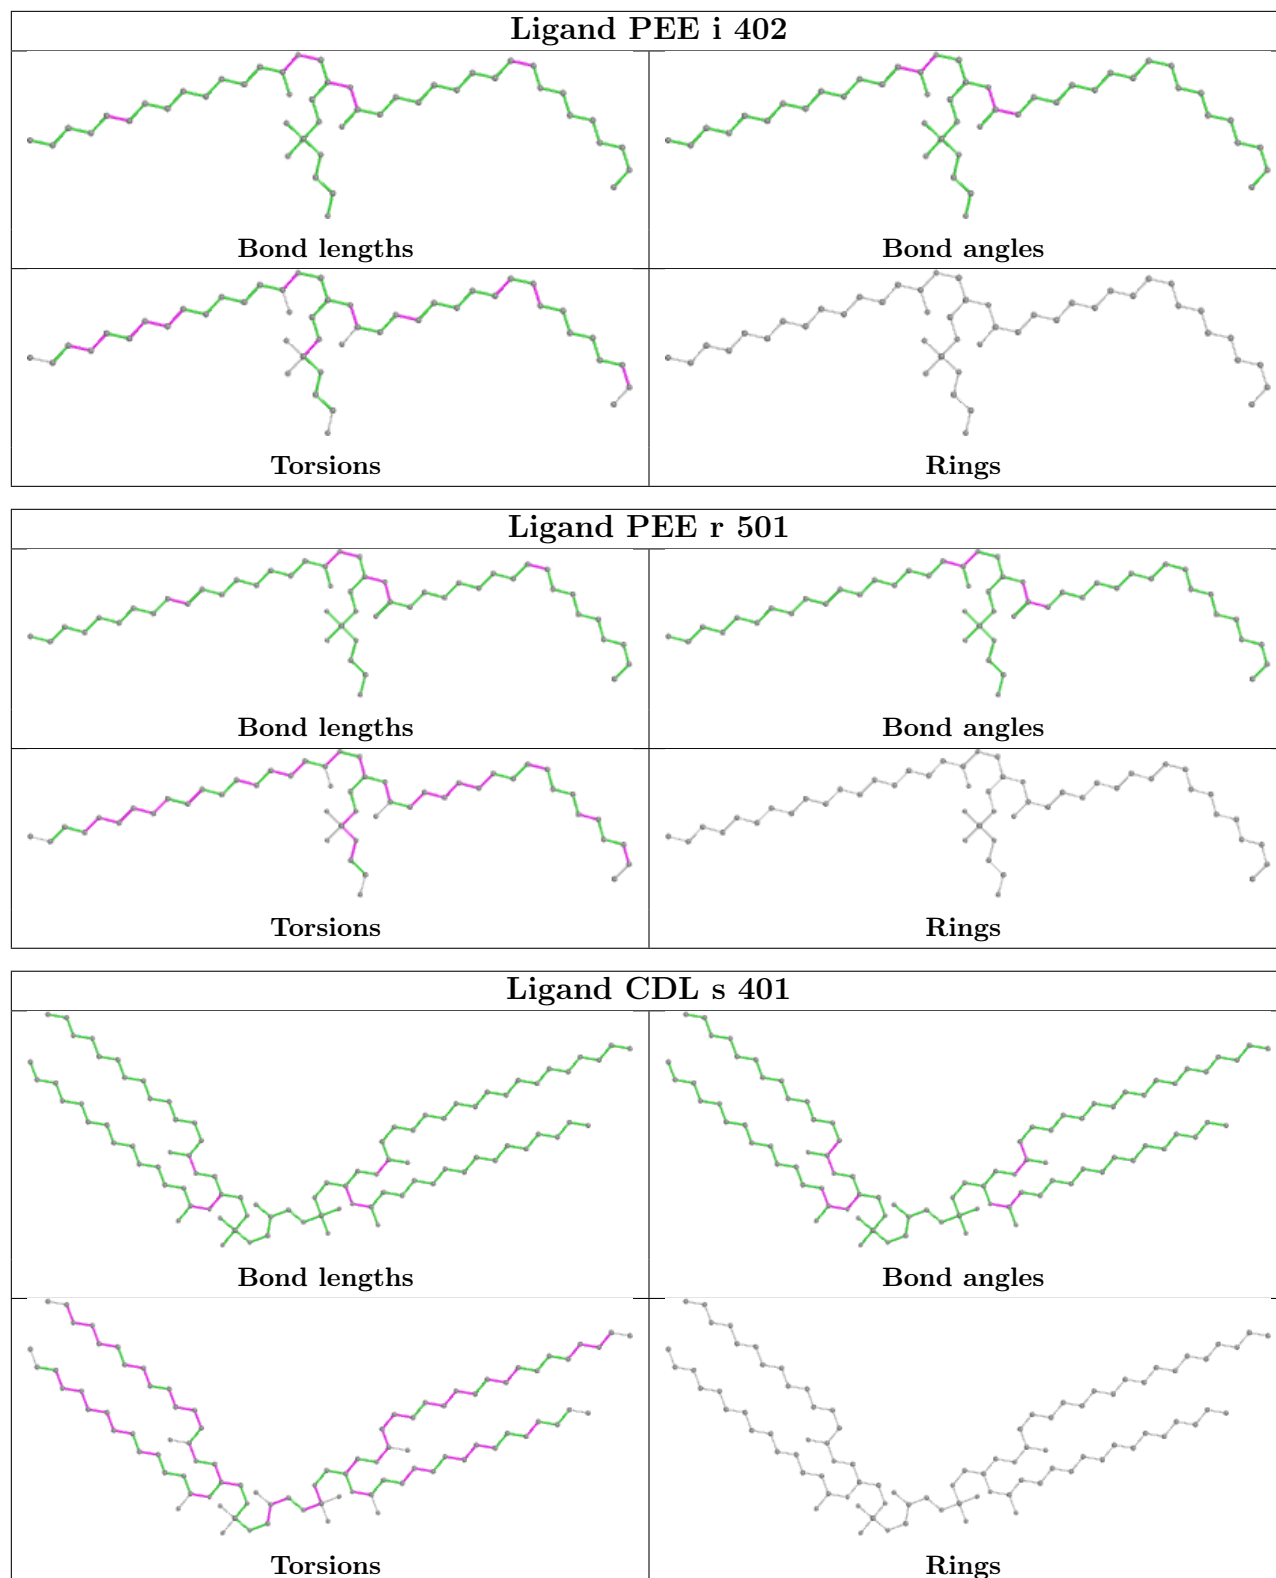 Ligand PEE i 402
Bond lengths
Bond angles
Torsions
Rings
Ligand PEE r 501
Bond lengths
Bond angles
Torsions
Rings
Ligand CDL s 401
Bond lengths
Bond angles
Torsions
Rings